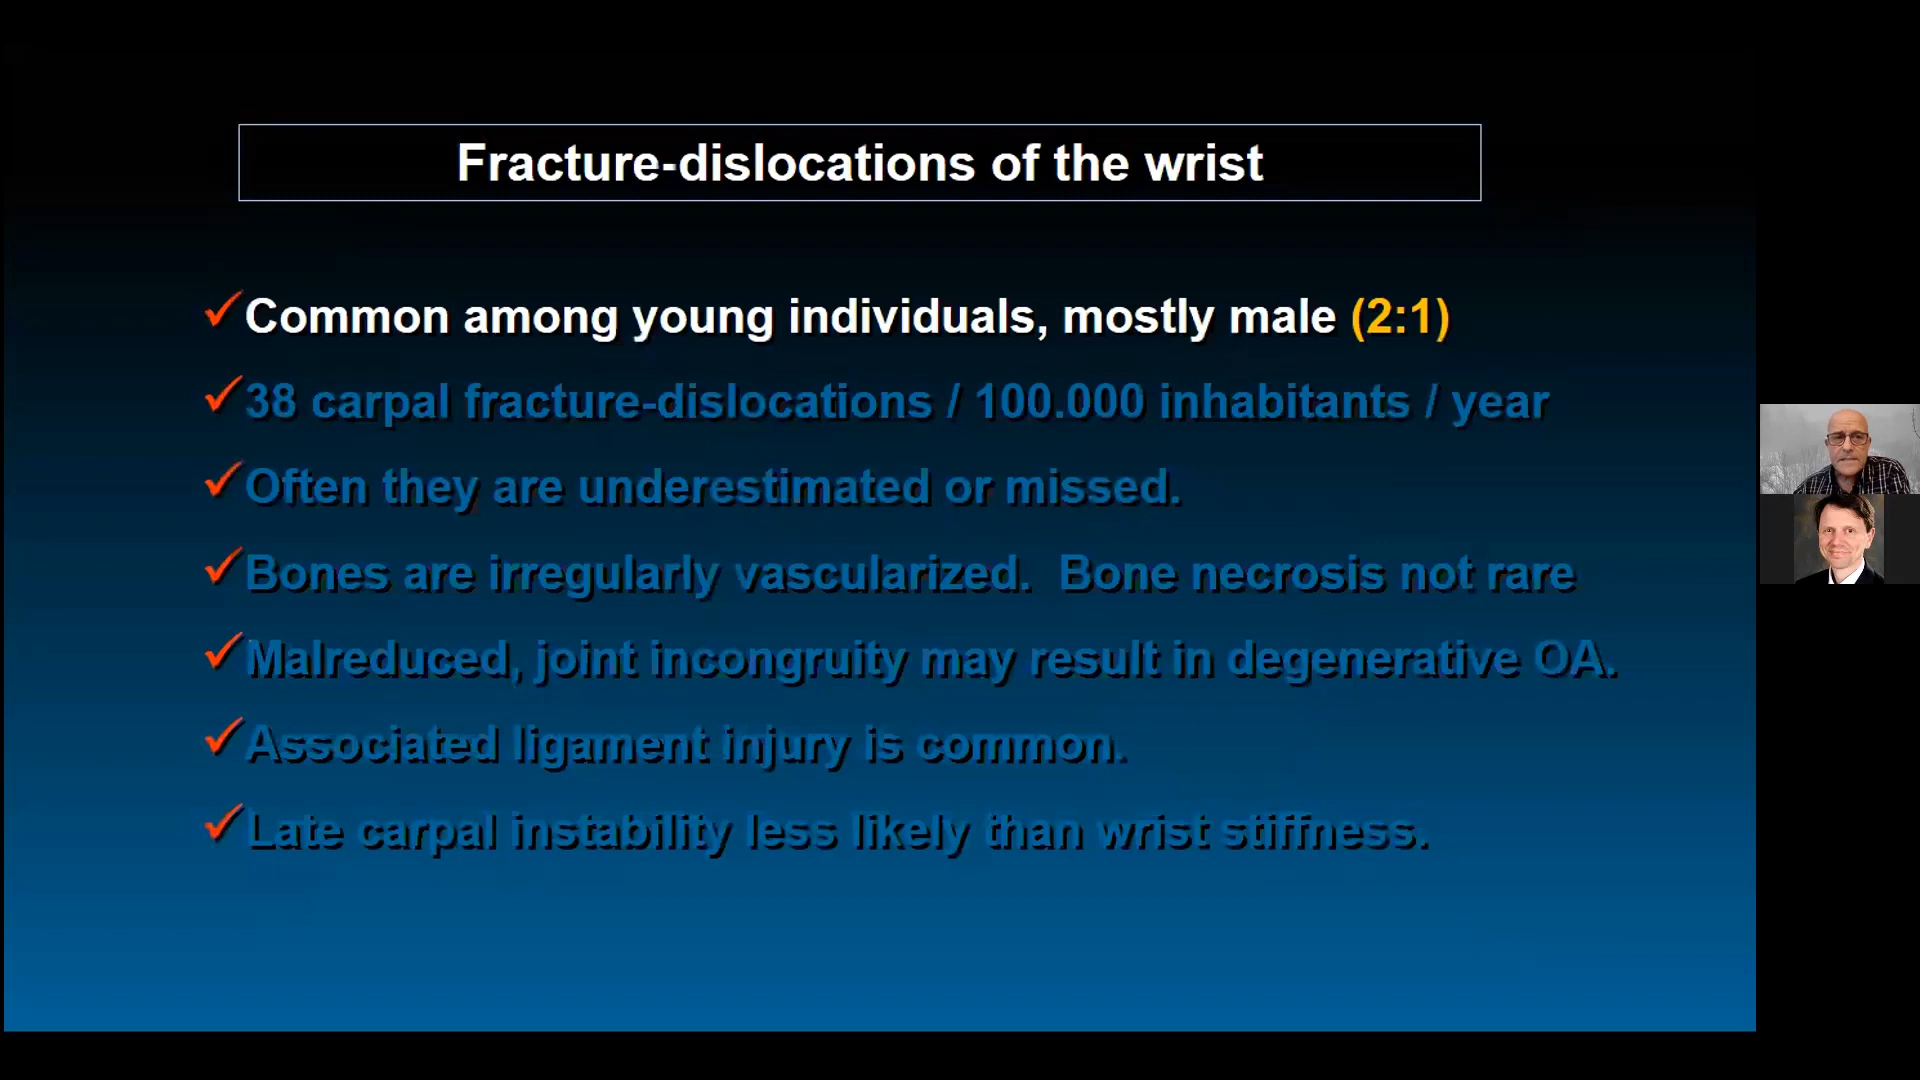 Fracture-dislocations of the wrist
✓Common among young individuals, mostly male (2:1)
✓38 carpal fracture-dislocations / 100.000 inhabitants / year
✓Often they are underestimated or missed.
✓Bones are irregularly vascularized. Bone necrosis not rare
✓Malreduced, joint incongruity may result in degenerative OA.
✓Associated ligament injury is common.
✓Late carpal instability less likely than wrist stiffness.